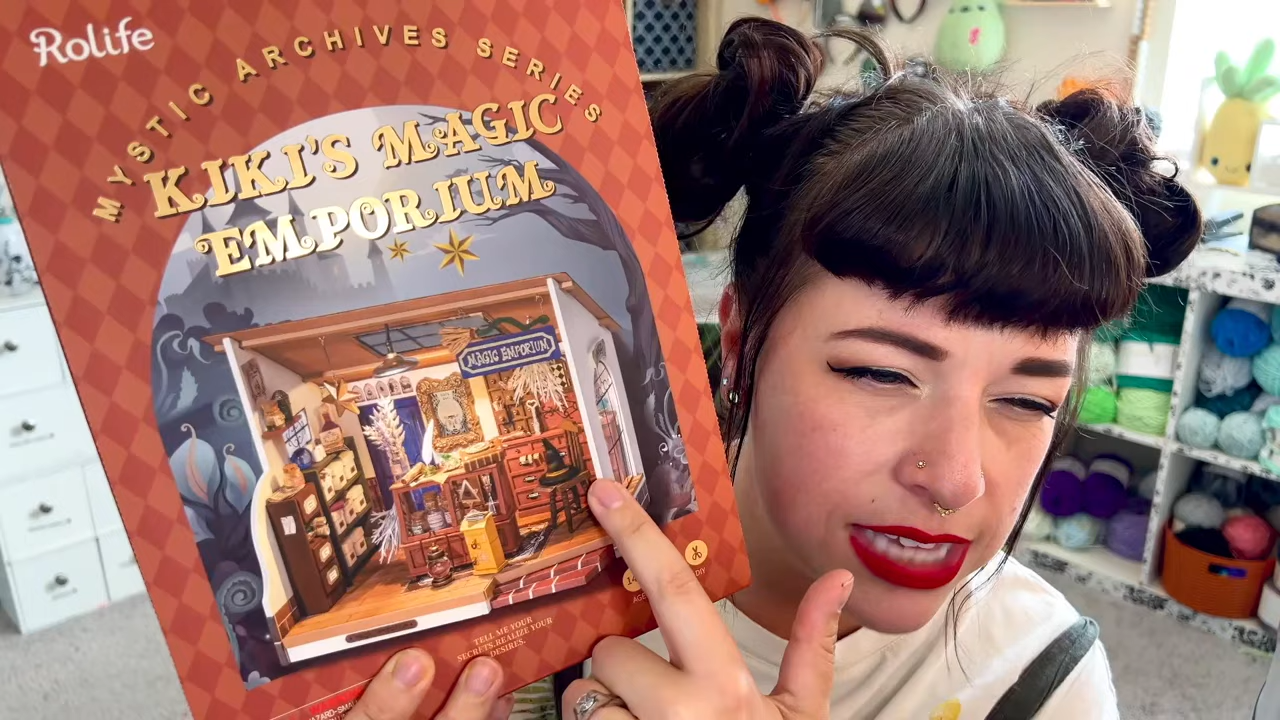 Rolife
MYSTIC ARCHIVES SERIES
KIKI'S MAGIC
EMPORIUM
MAGIC EMPORIUM
TELL ME YOUR
SECRETS.REALIZE YOUR
DESIRES.